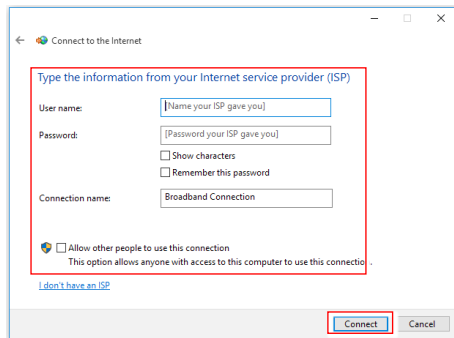 Connect to the Internet
Type the information from your Internet service provider (ISP)
User name:
[Name your ISP gave you]
Password:
[Password your ISP gave you]
Show characters
Remember this password
Connection name:
Broadband Connection
Allow other people to use this connection
This option allows anyone with access to this computer to use this connection.
I don't have an ISP
Connect
Cancel